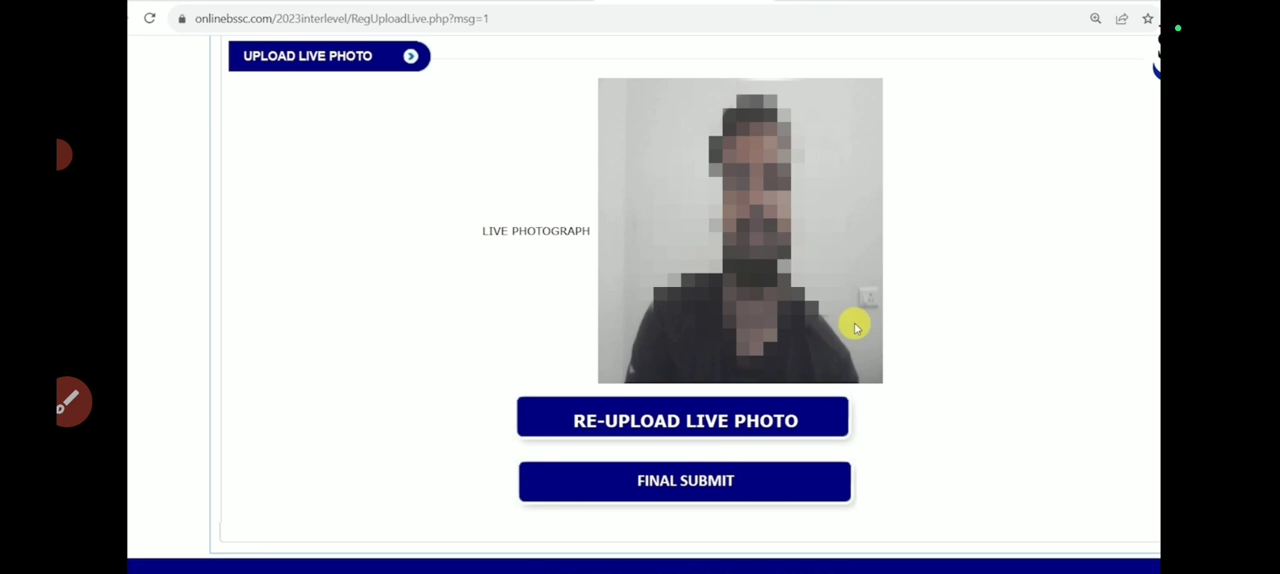 onlinebssc.com/2023interlevel/RegUploadLive.php?msg=1
UPLOAD LIVE PHOTO
LIVE PHOTOGRAPH
RE-UPLOAD LIVE PHOTO
FINAL SUBMIT